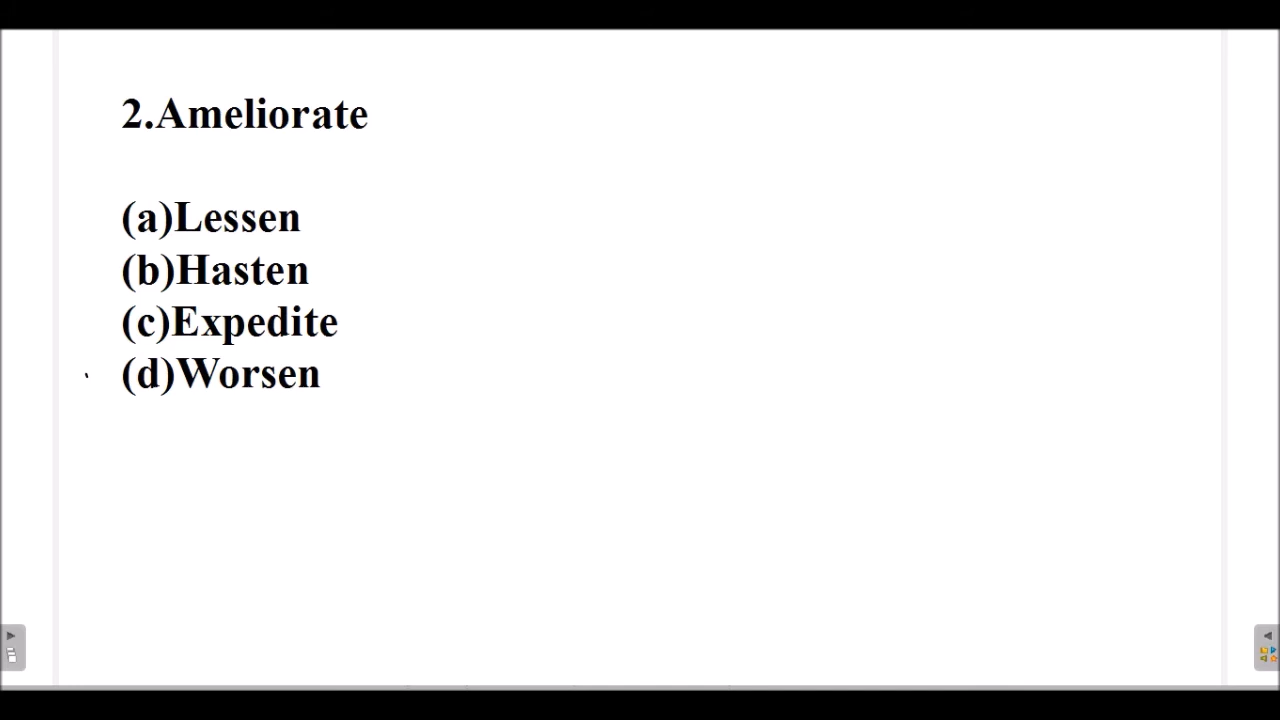 2.Ameliorate
(a)Lessen
(b)Hasten
(c)Expedite
(d)Worsen